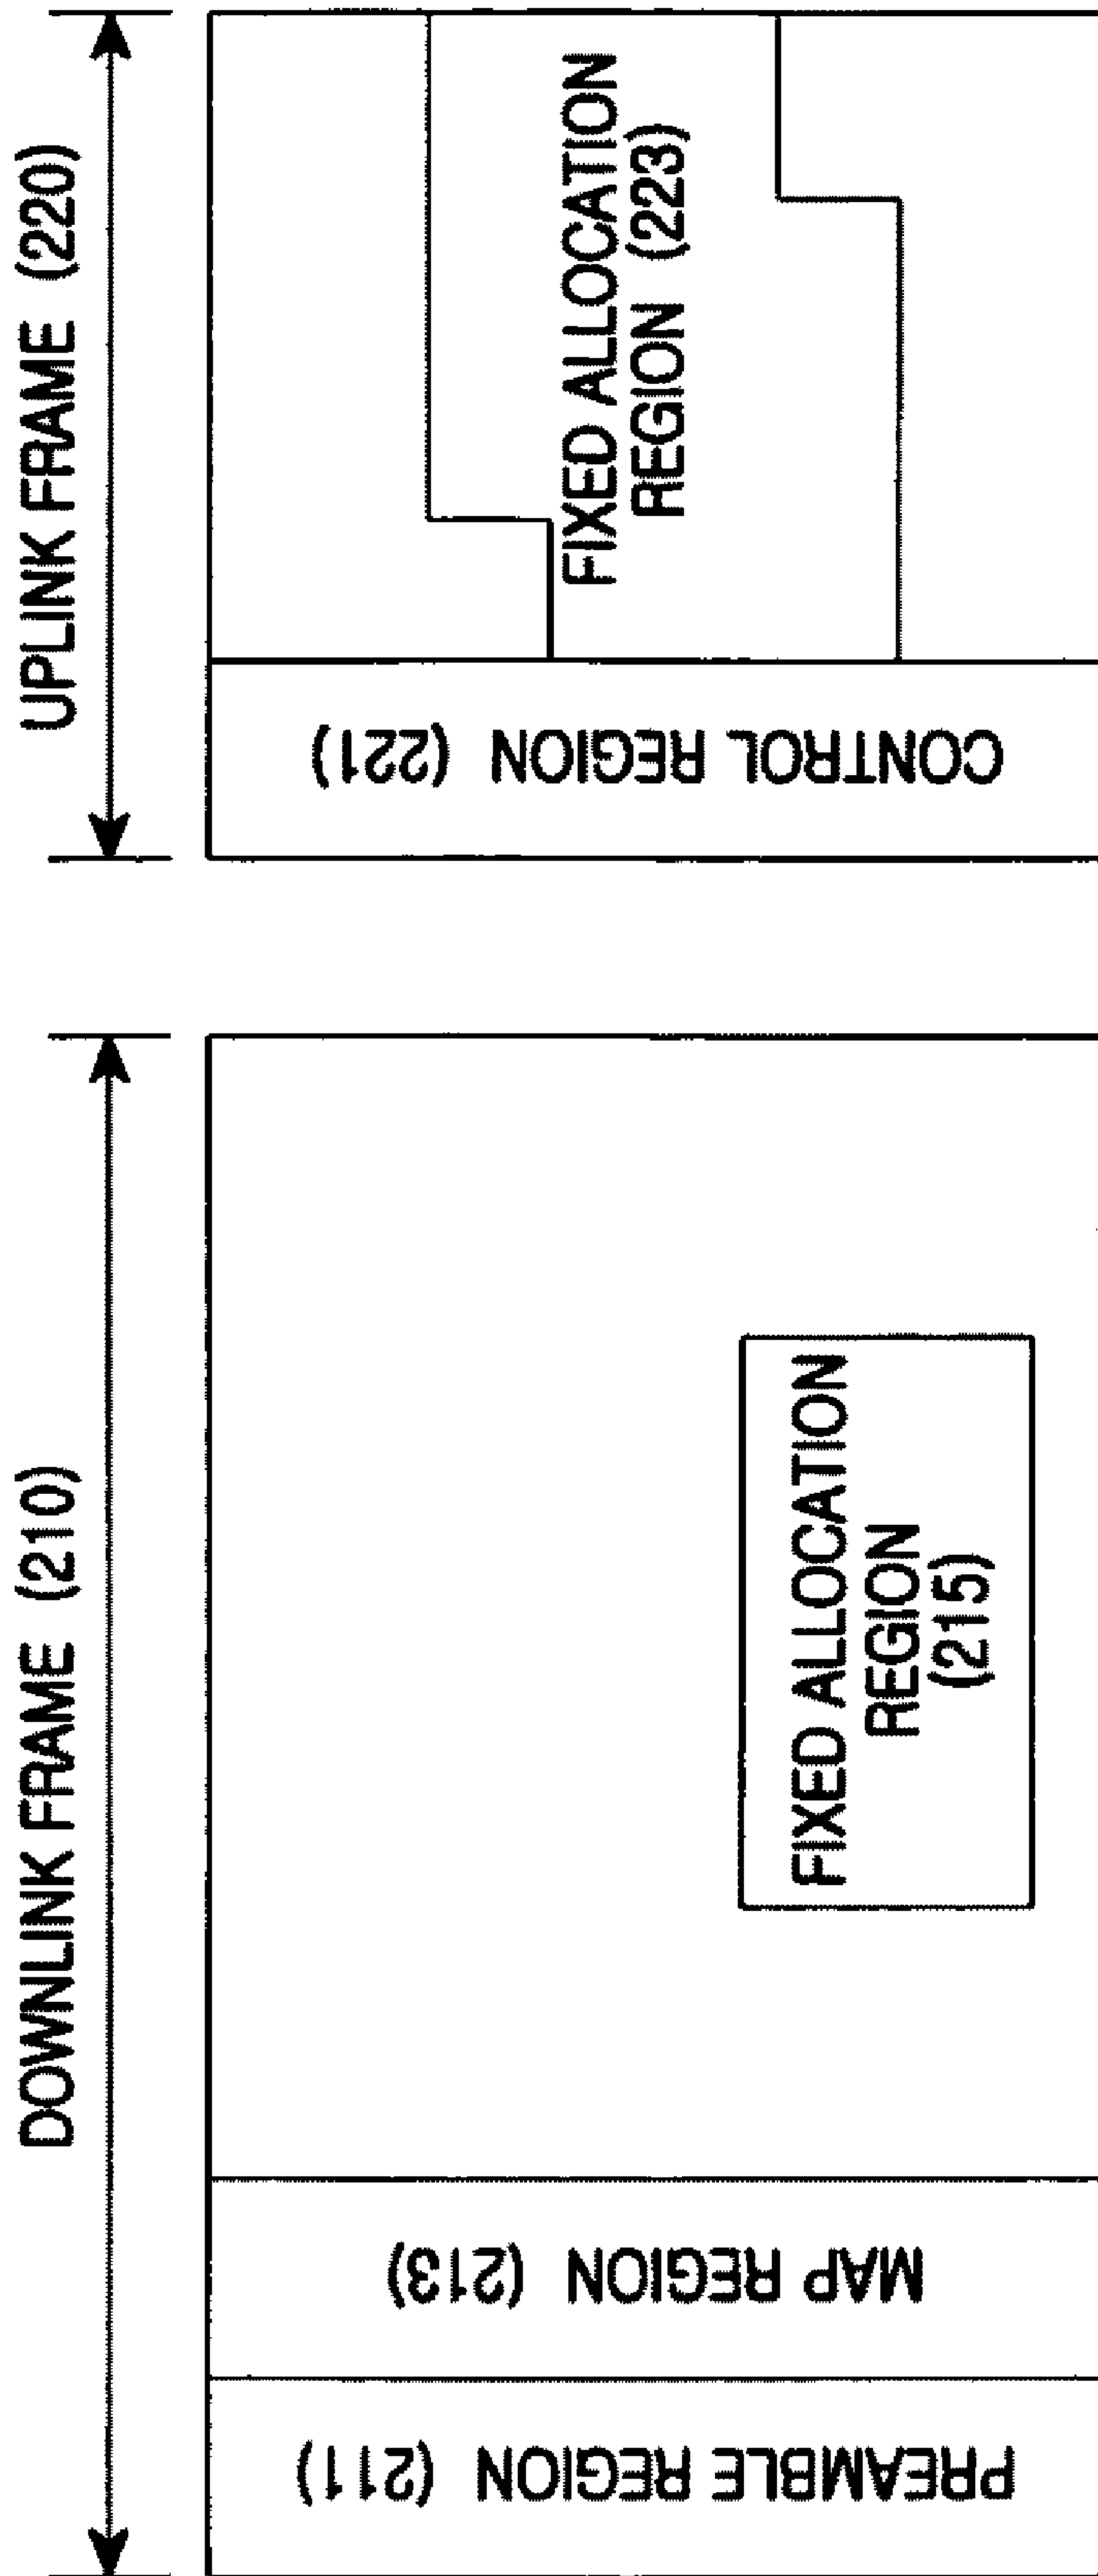 DOWNLINK FRAME (210)
UPLINK FRAME (220)
PREAMBLE REGION (211)
MAP REGION (213)
FIXED ALLOCATION
REGION
(215)
CONTROL REGION (221)
FIXED ALLOCATION
REGION (223)